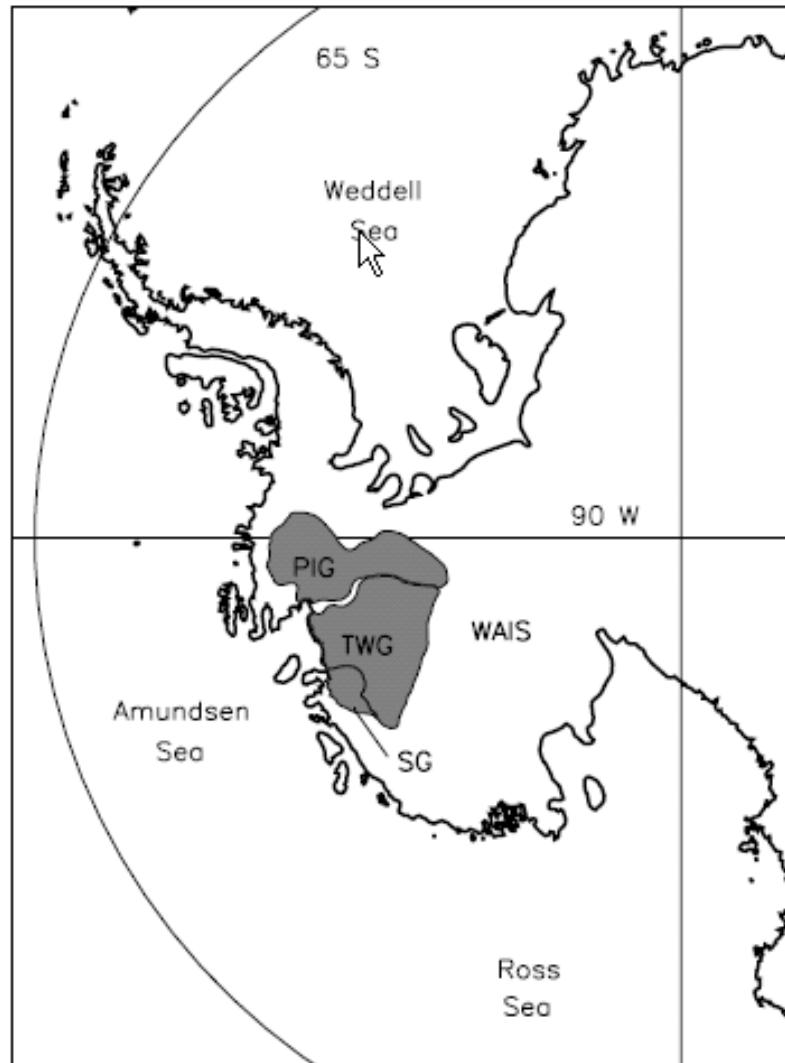 65 S
Weddell
Sea
90 W
PIG
TWG
WAIS
Amundsen
Sea
SG
Ross
Sea